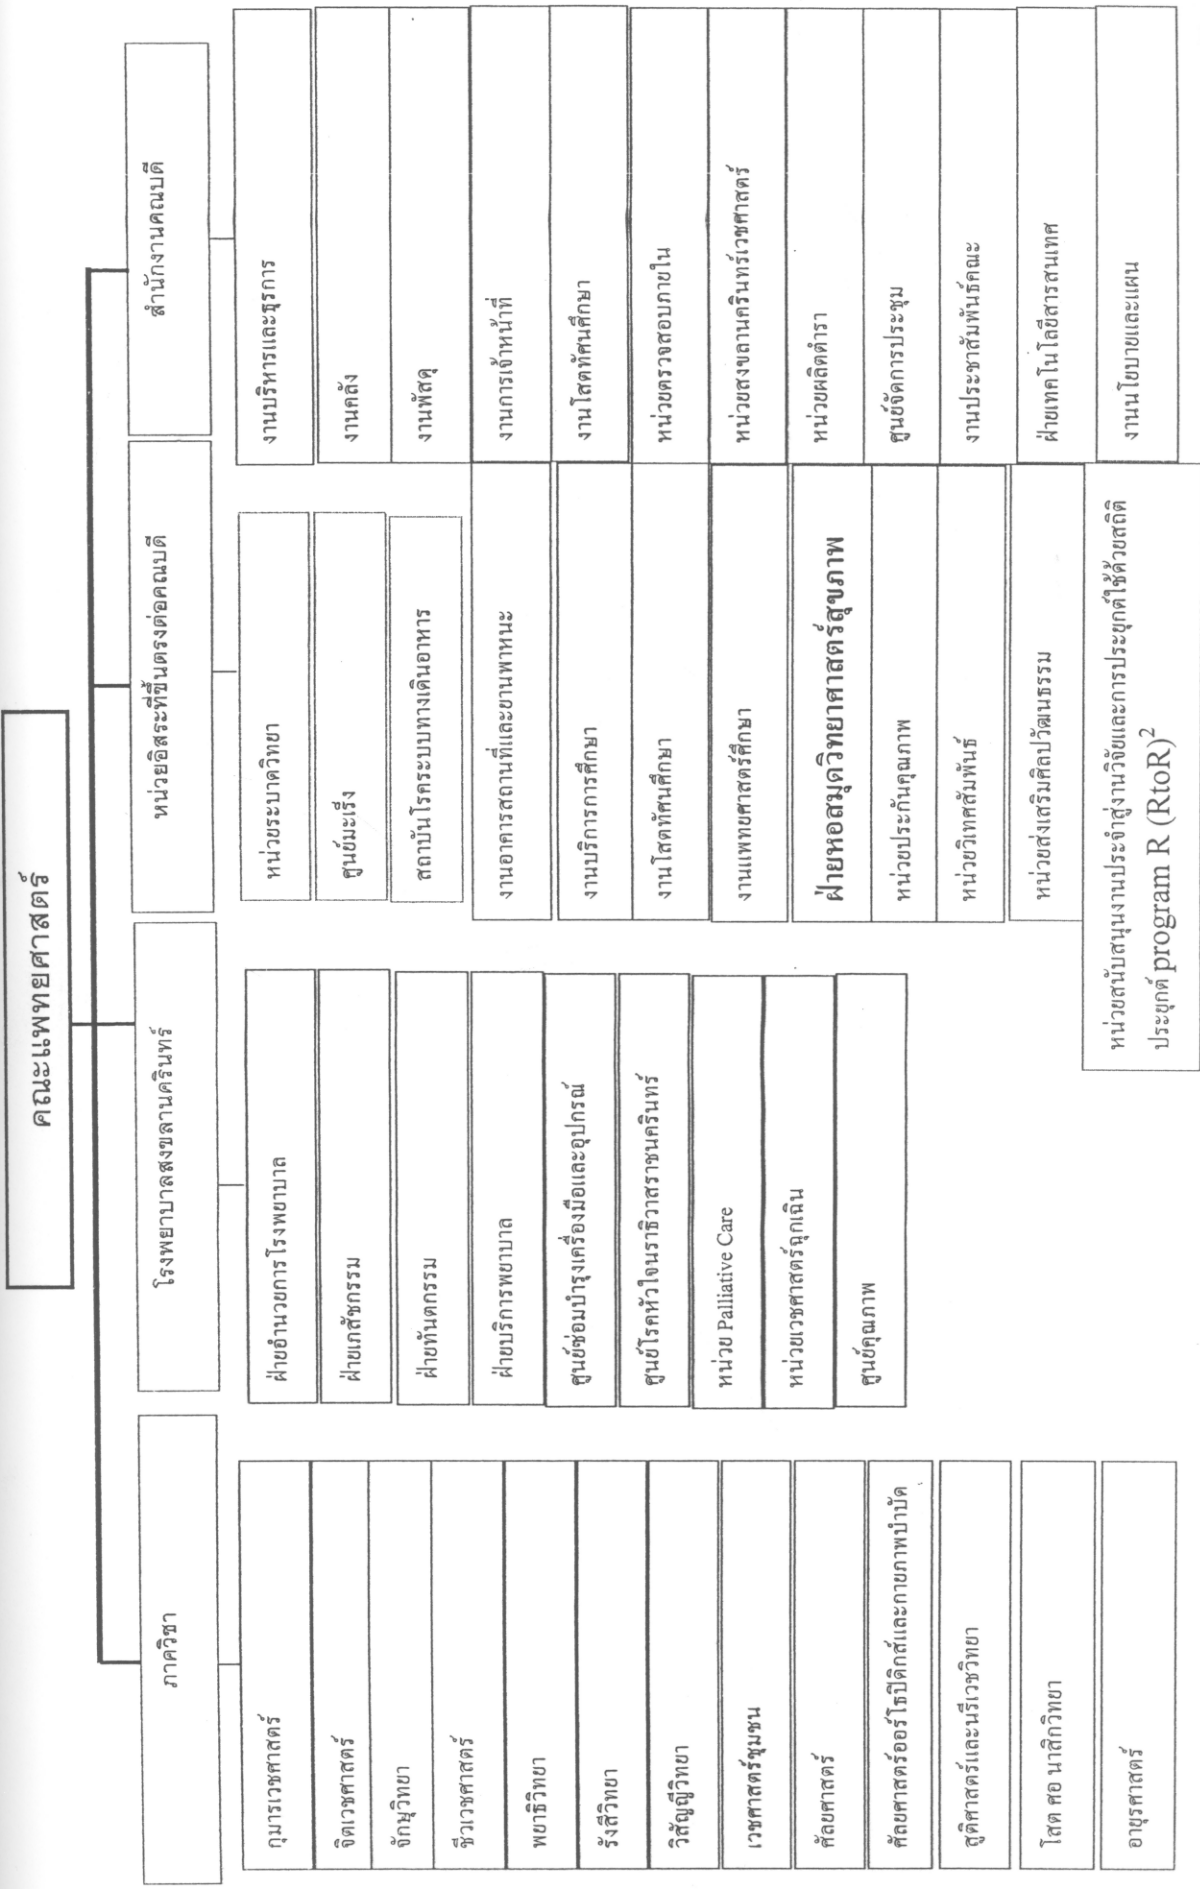 คณะแพทยศาสตร์
ภาควิชา
กุมารเวชศาสตร์
จิตเวชศาสตร์
จักษุวิทยา
ชีวเวชศาสตร์
พยาธิวิทยา
รังสีวิทยา
วิสัญญีวิทยา
เวชศาสตร์ชุมชน
ศัลยศาสตร์
ศัลยศาสตร์ออร์โธปิดิกส์และกายภาพบำบัด
สูติศาสตร์และนรีเวชวิทยา
โสต ศอ นาสิกวิทยา
อายุรศาสตร์
โรงพยาบาลสงขลานครินทร์
ฝ่ายอำนวยการโรงพยาบาล
ฝ่ายเภสัชกรรม
ฝ่ายทันตกรรม
ฝ่ายบริการพยาบาล
ศูนย์ซ่อมบำรุงเครื่องมือและอุปกรณ์
ศูนย์โรคหัวใจนราธิวาสราชนครินทร์
หน่วย Palliative Care
หน่วยเวชศาสตร์ฉุกเฉิน
ศูนย์คุณภาพ
หน่วยอิสระที่ขึ้นตรงต่อคณบดี
หน่วยระบาดวิทยา
ศูนย์มะเร็ง
สถาบันโรคระบบทางเดินอาหาร
งานอาคารสถานที่และยานพาหนะ
งานบริการการศึกษา
งานโสตทัศนศึกษา
งานแพทยศาสตร์ศึกษา
ฝ่ายหอสมุดวิทยาศาสตร์สุขภาพ
หน่วยประกันคุณภาพ
หน่วยวิเทศสัมพันธ์
หน่วยส่งเสริมศิลปวัฒนธรรม
หน่วยสนับสนุนงานประจำสู่งานวิจัยและการประยุกต์ใช้ด้วยสถิติ
ประยุกต์ program R (RtoR)²
สำนักงานคณบดี
งานบริหารและธุรการ
งานคลัง
งานพัสดุ
งานการเจ้าหน้าที่
งานโสตทัศนศึกษา
หน่วยตรวจสอบภายใน
หน่วยสงขลานครินทร์เวชศาสตร์
หน่วยผลิตตำรา
ศูนย์จัดการประชุม
งานประชาสัมพันธ์คณะ
ฝ่ายเทคโนโลยีสารสนเทศ
งานนโยบายและแผน